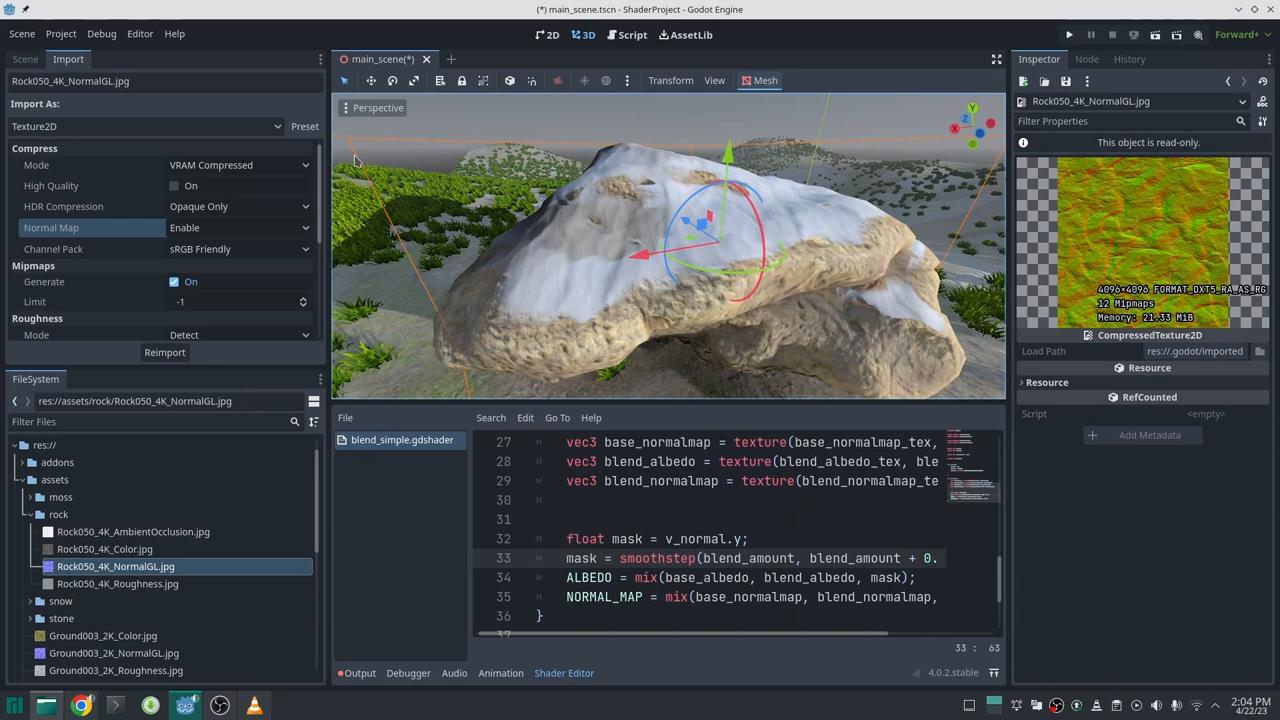 (*) main_scene.tscn - ShaderProject - Godot Engine
Scene Project Debug Editor Help
2D 3D Script AssetLib
Forward+
Scene Import
main_scene(*)
Inspector Node History
Rock050_4K_NormalGL.jpg
Transform View Mesh
Import As:
Rock050_4K_NormalGL.jpg
Texture2D Preset
Perspective
Filter Properties
Compress
Mode VRAM Compressed
High Quality On
HDR Compression Opaque Only
Normal Map Enable
Channel Pack sRGB Friendly
Mipmaps
Generate On
Limit -1
Roughness
Mode Detect
Reimport
Y
Z
X
This object is read-only.
4096×4096 FORMAT_DXT5_RA_AS_RG
12 Mipmaps
Memory: 21.33 MiB
CompressedTexture2D
Load Path res://.godot/imported
Resource
Resource
RefCounted
Script <empty>
Add Metadata
FileSystem
res://assets/rock/Rock050_4K_NormalGL.jpg
Filter Files
res://
addons
assets
moss
rock
Rock050_4K_AmbientOcclusion.jpg
Rock050_4K_Color.jpg
Rock050_4K_NormalGL.jpg
Rock050_4K_Roughness.jpg
snow
stone
Ground003_2K_Color.jpg
Ground003_2K_NormalGL.jpg
Ground003_2K_Roughness.jpg
File Search Edit Go To Help
blend_simple.gdshader
27 vec3 base_normalmap = texture(base_normalmap_tex,
28 vec3 blend_albedo = texture(blend_albedo_tex, ble
29 vec3 blend_normalmap = texture(blend_normalmap_te
30
31
32 float mask = v_normal.y;
33 mask = smoothstep(blend_amount, blend_amount + 0.
34 ALBEDO = mix(base_albedo, blend_albedo, mask);
35 NORMAL_MAP = mix(base_normalmap, blend_normalmap,
36 }
37
33 : 63
Output Debugger Audio Animation Shader Editor
4.0.2.stable
2:04 PM
4/22/23